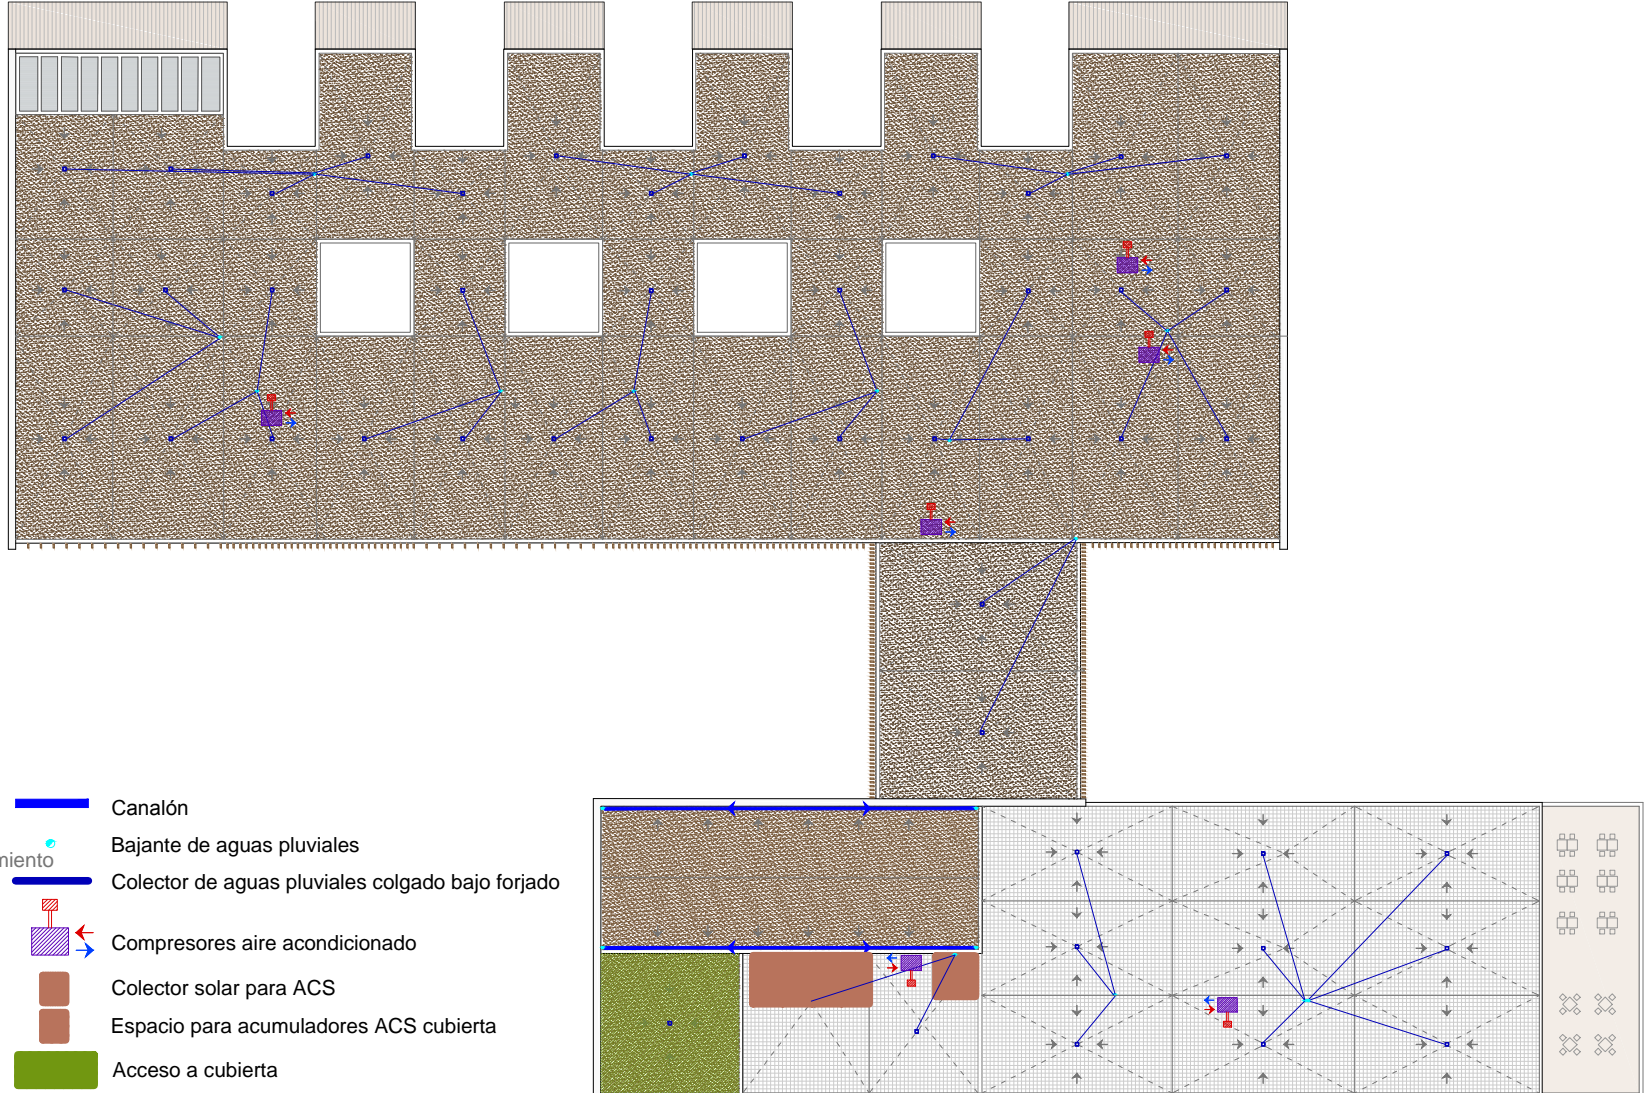 Canalón
Bajante de aguas pluviales
miento
Colector de aguas pluviales colgado bajo forjado
Compresores aire acondicionado
Colector solar para ACS
Espacio para acumuladores ACS cubierta
Acceso a cubierta